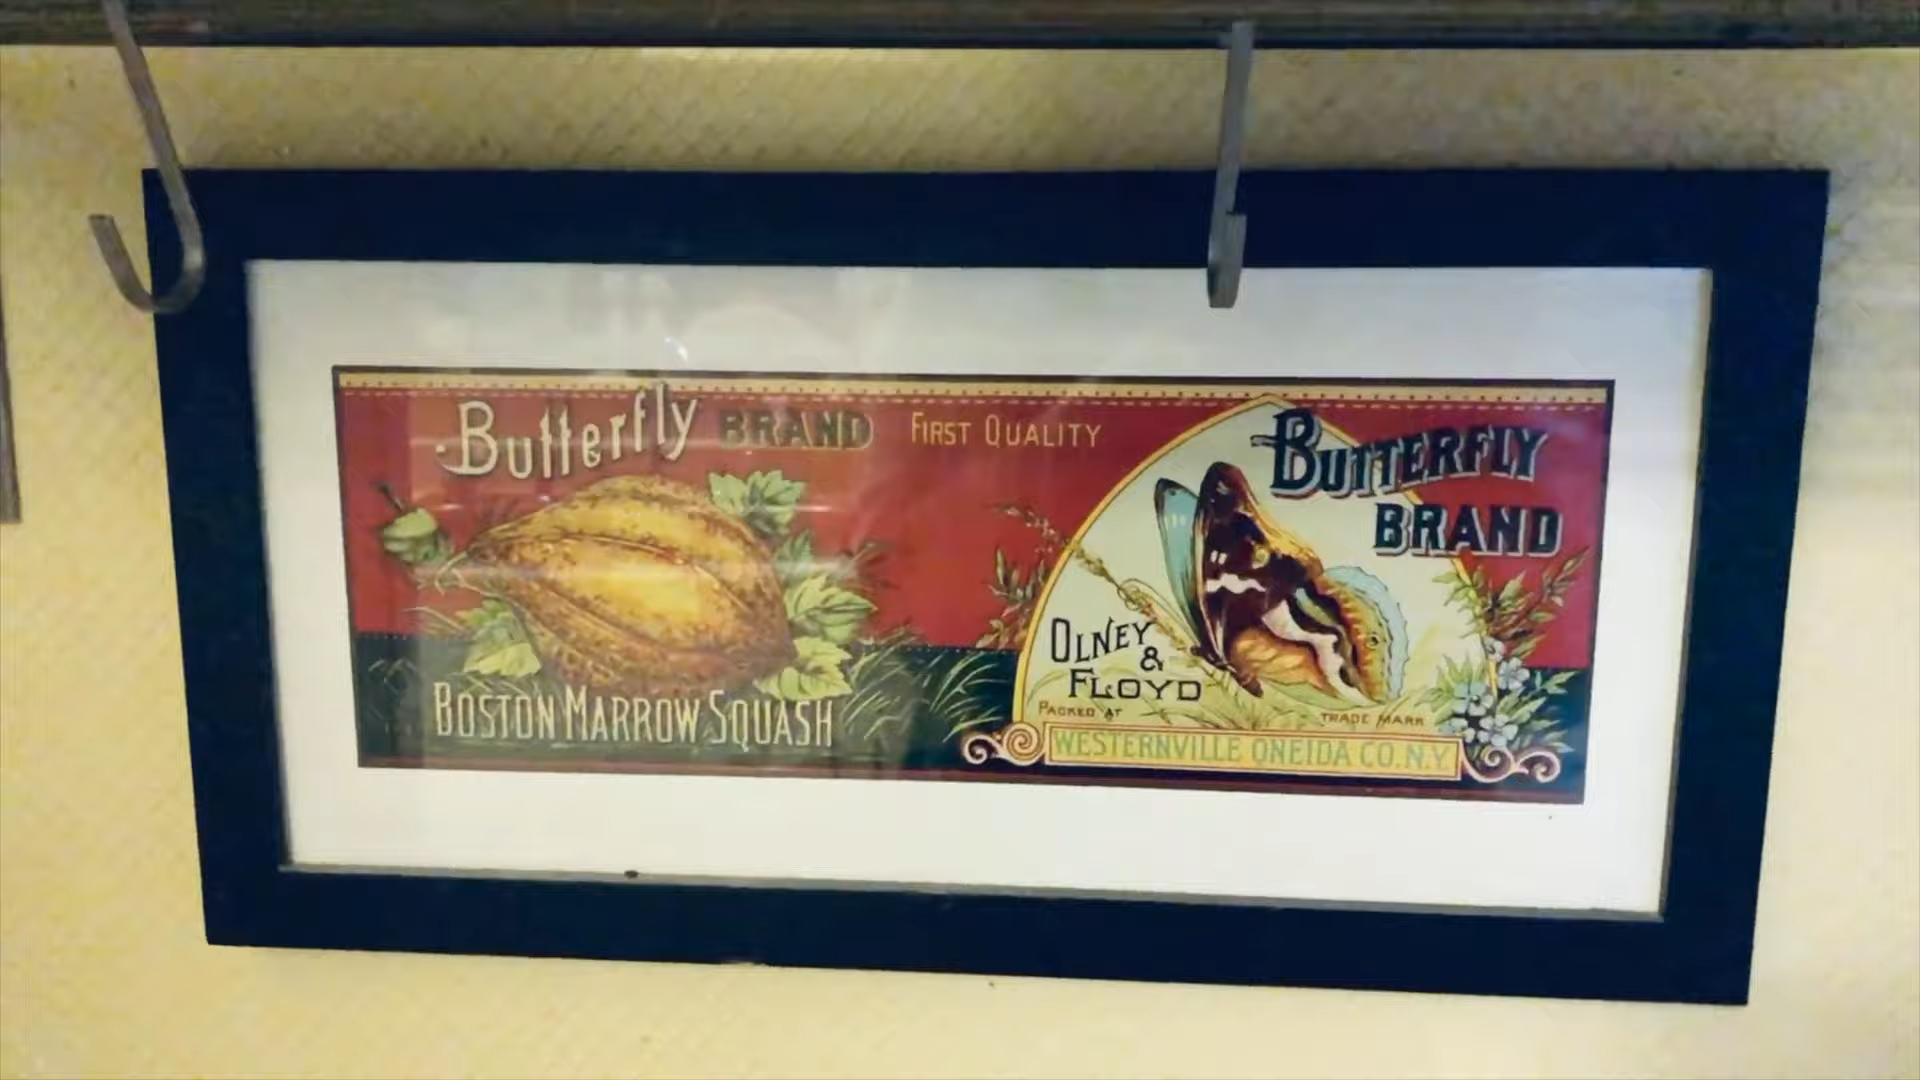 Butterfly BRAND
FIRST QUALITY
BOSTON MARROW SQUASH
BUTTERFLY
BRAND
OLNEY
&
FLOYD
PACKED AT
TRADE MARK
WESTERNVILLE ONEIDA CO. N.Y.